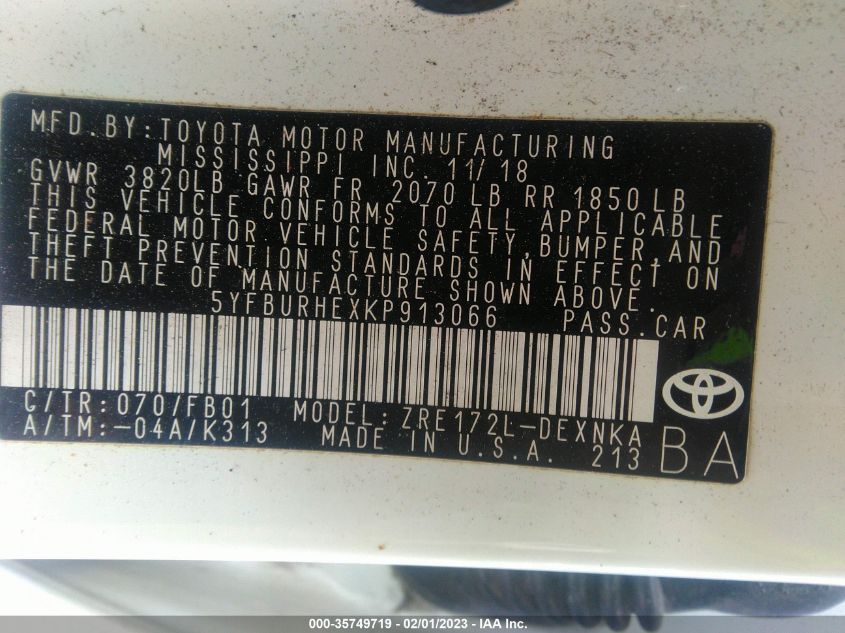 MFD.BY:TOYOTA MOTOR MANUFACTURING
MISSISSIPPI INC. 11/18
GVWR 3820LB GAWR FR 2070 LB RR 1850 LB
THIS VEHICLE CONFORMS TO ALL APPLICABLE
FEDERAL MOTOR VEHICLE SAFETY,BUMPER,AND
THEFT PREVENTION STANDARDS IN EFFECT ON
THE DATE OF MANUFACTURE SHOWN ABOVE.
5YFBURHEXKP913066 PASS.CAR
C/TR:070/FB01 MODEL:ZRE172L-DEXNKA
A/TM:-04A/K313 MADE IN U.S.A. 213
BA
000-35749719 - 02/01/2023 - IAA Inc.